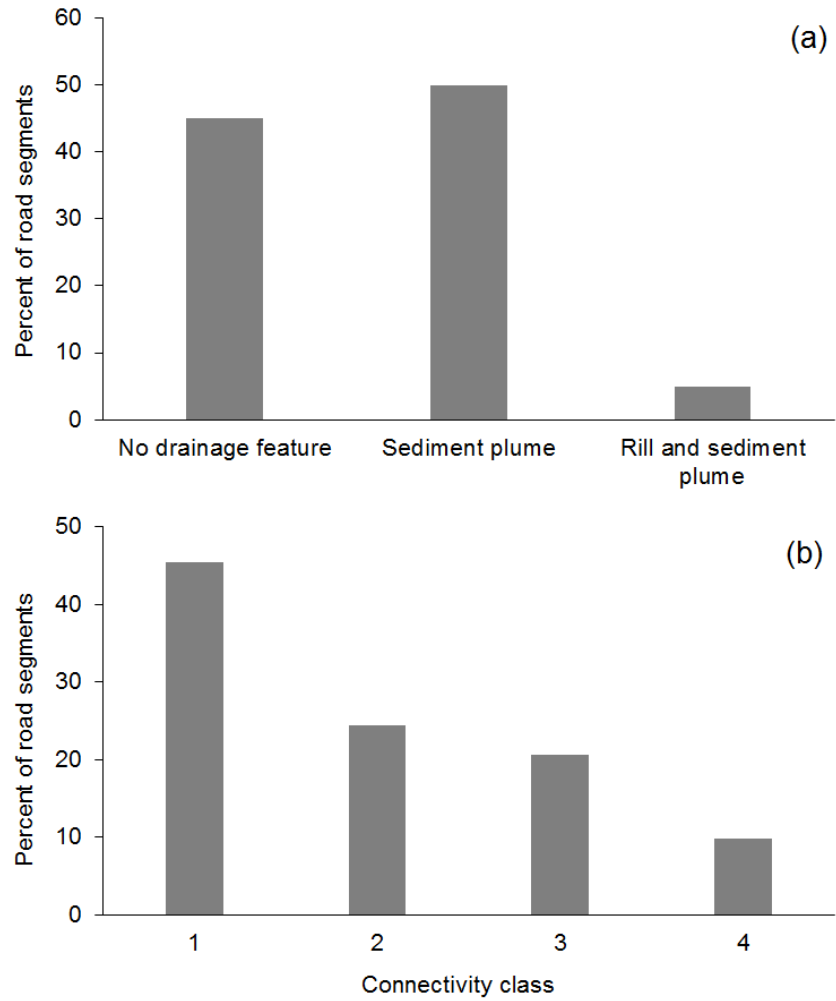 (a)
Percent of road segments
60
50
40
30
20
10
0
No drainage feature
Sediment plume
Rill and sediment
plume
(b)
Percent of road segments
50
40
30
20
10
0
1
2
3
4
Connectivity class